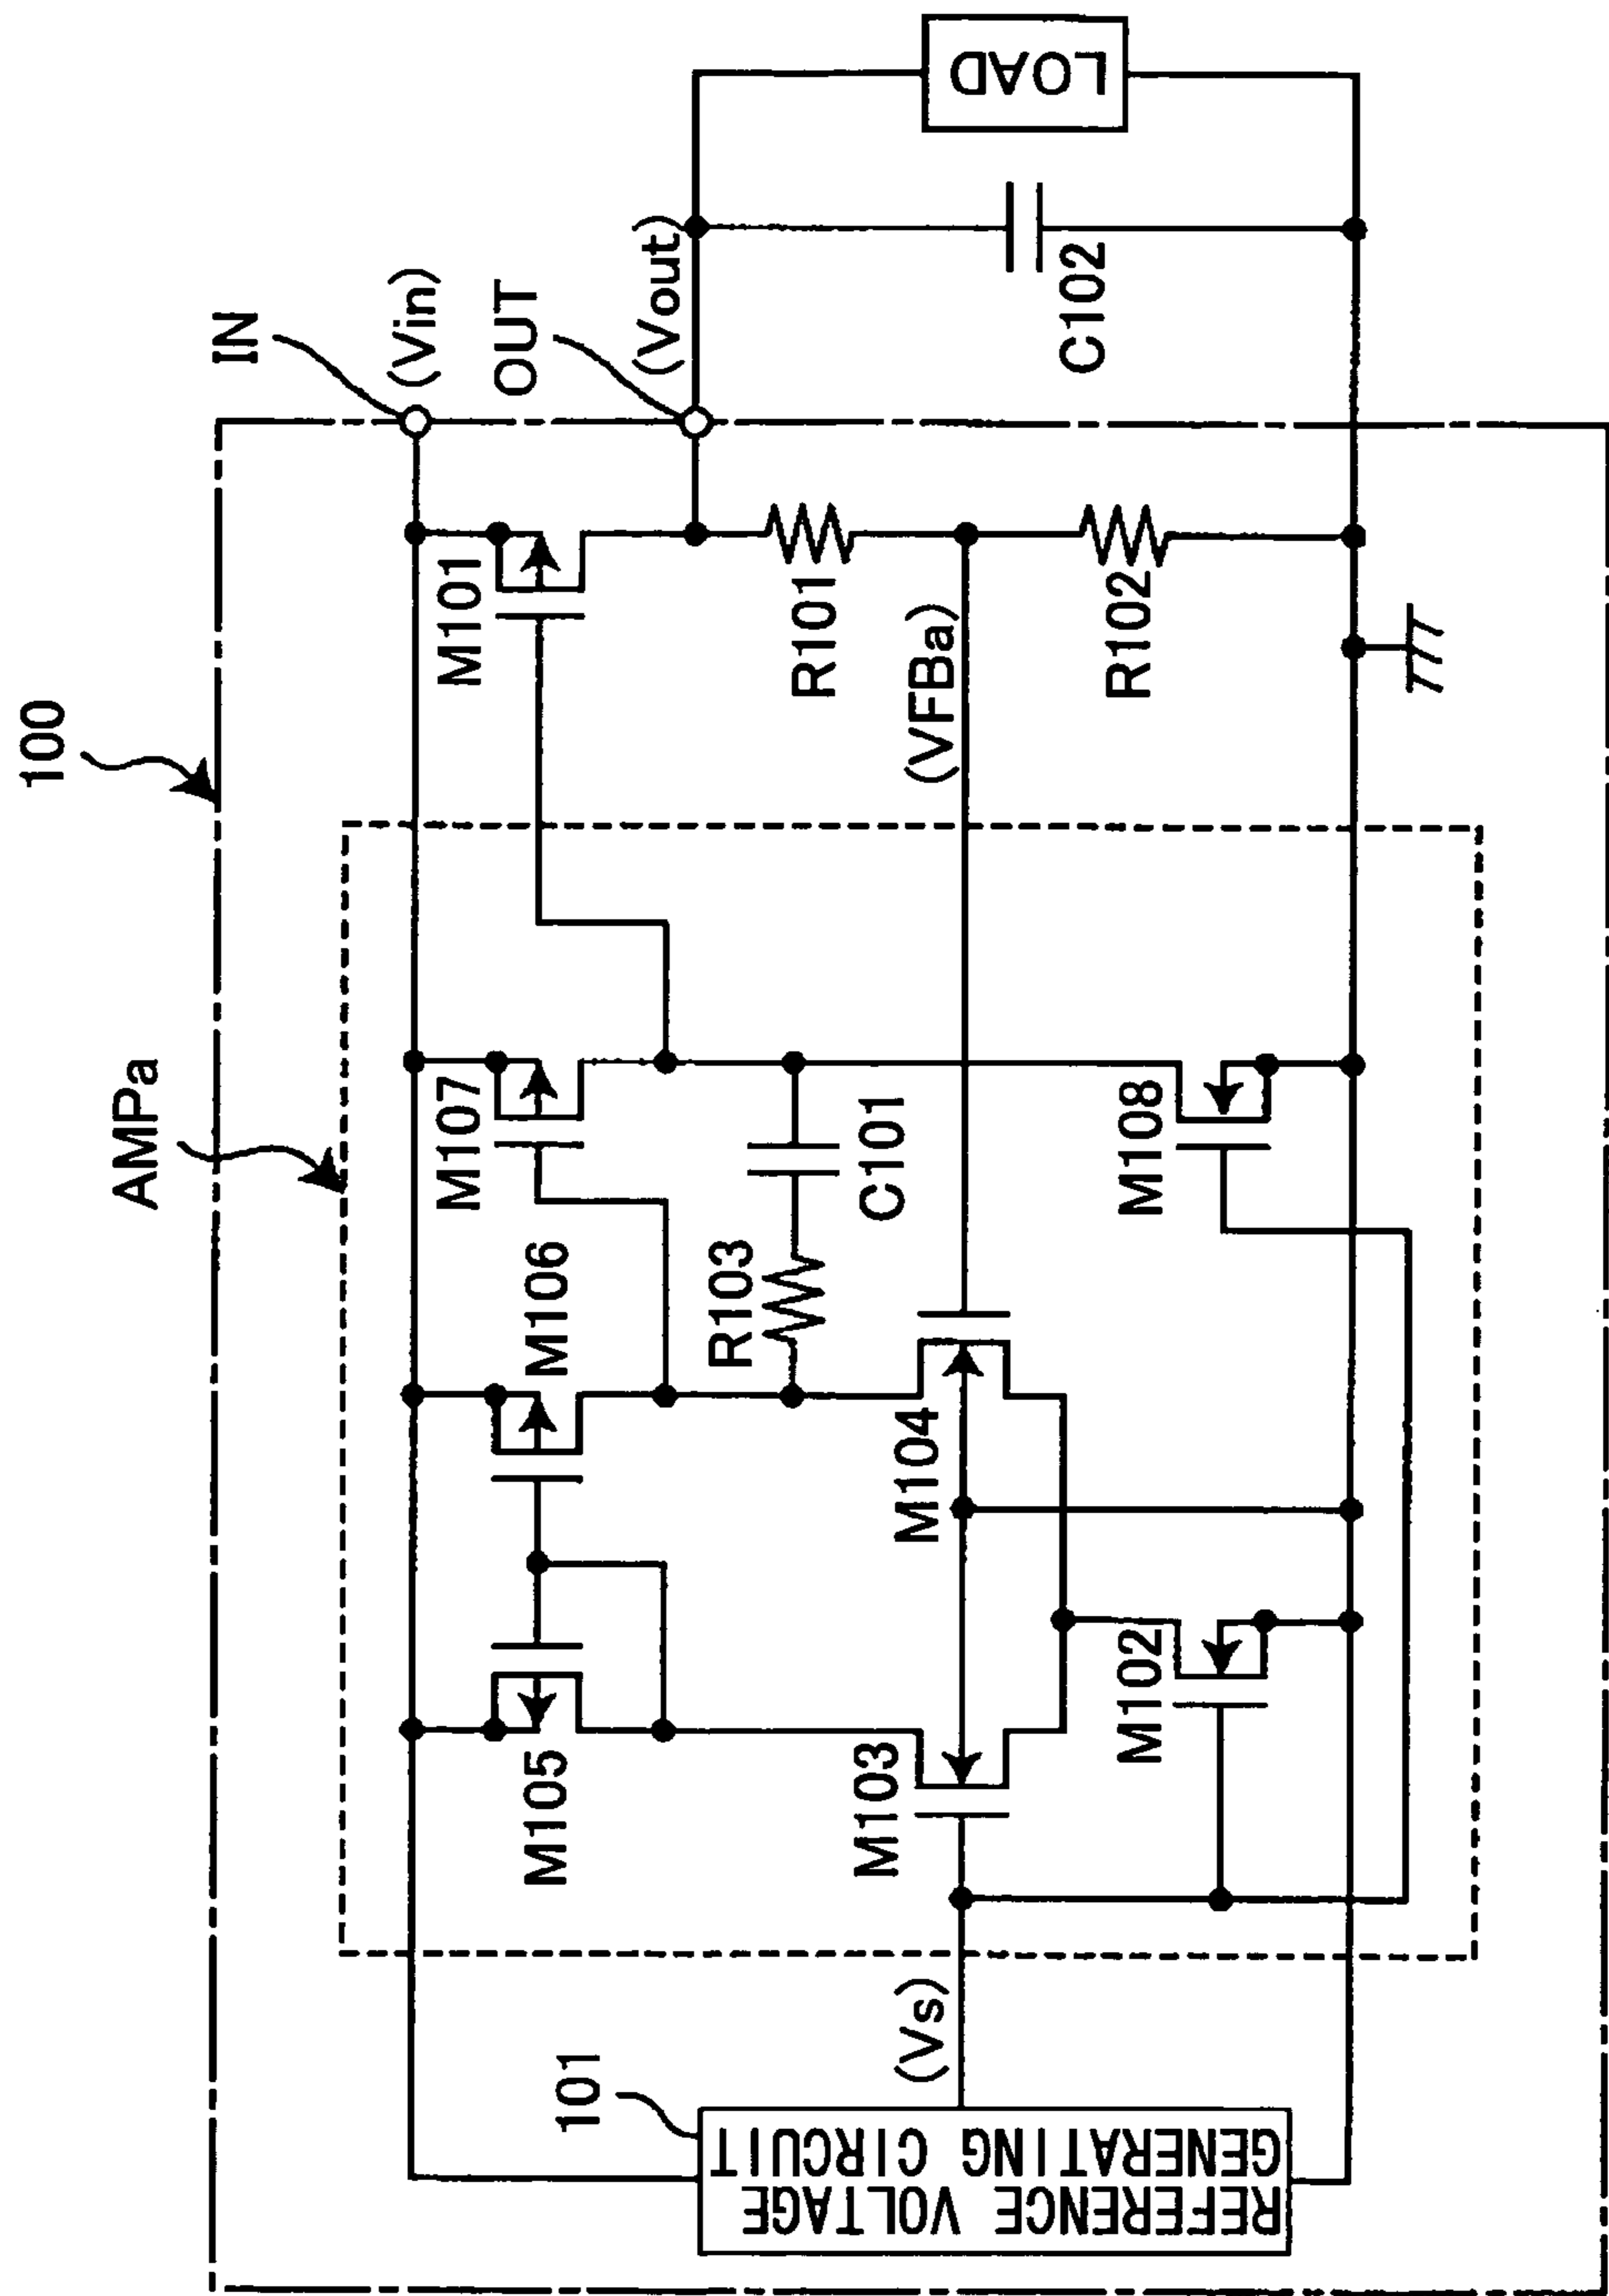 100
AMPa
IN
(Vin)
OUT
(Vout)
M105
M106
M107
M101
R103
C101
R101
(VFBa)
R102
C102
LOAD
101
(Vs)
M103
M104
M102
M108
REFERENCE VOLTAGE
GENERATING CIRCUIT